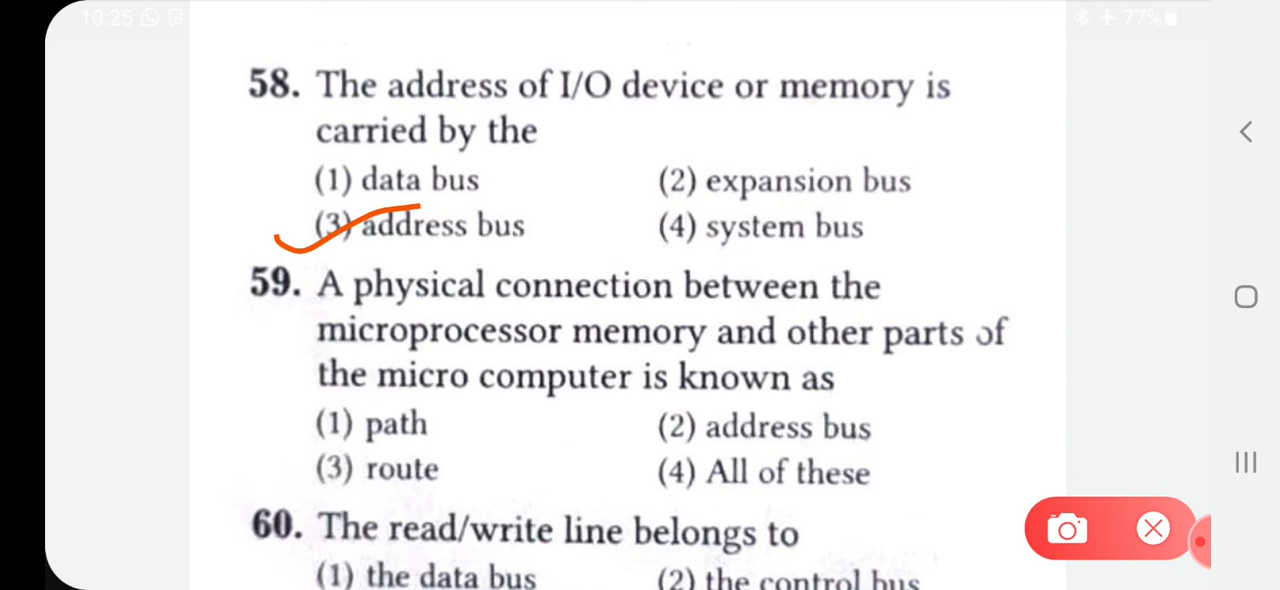 10:25
77%
58. The address of I/O device or memory is
carried by the
(1) data bus (2) expansion bus
(3) address bus (4) system bus
59. A physical connection between the
microprocessor memory and other parts of
the micro computer is known as
(1) path (2) address bus
(3) route (4) All of these
60. The read/write line belongs to
(1) the data bus (2) the control bus